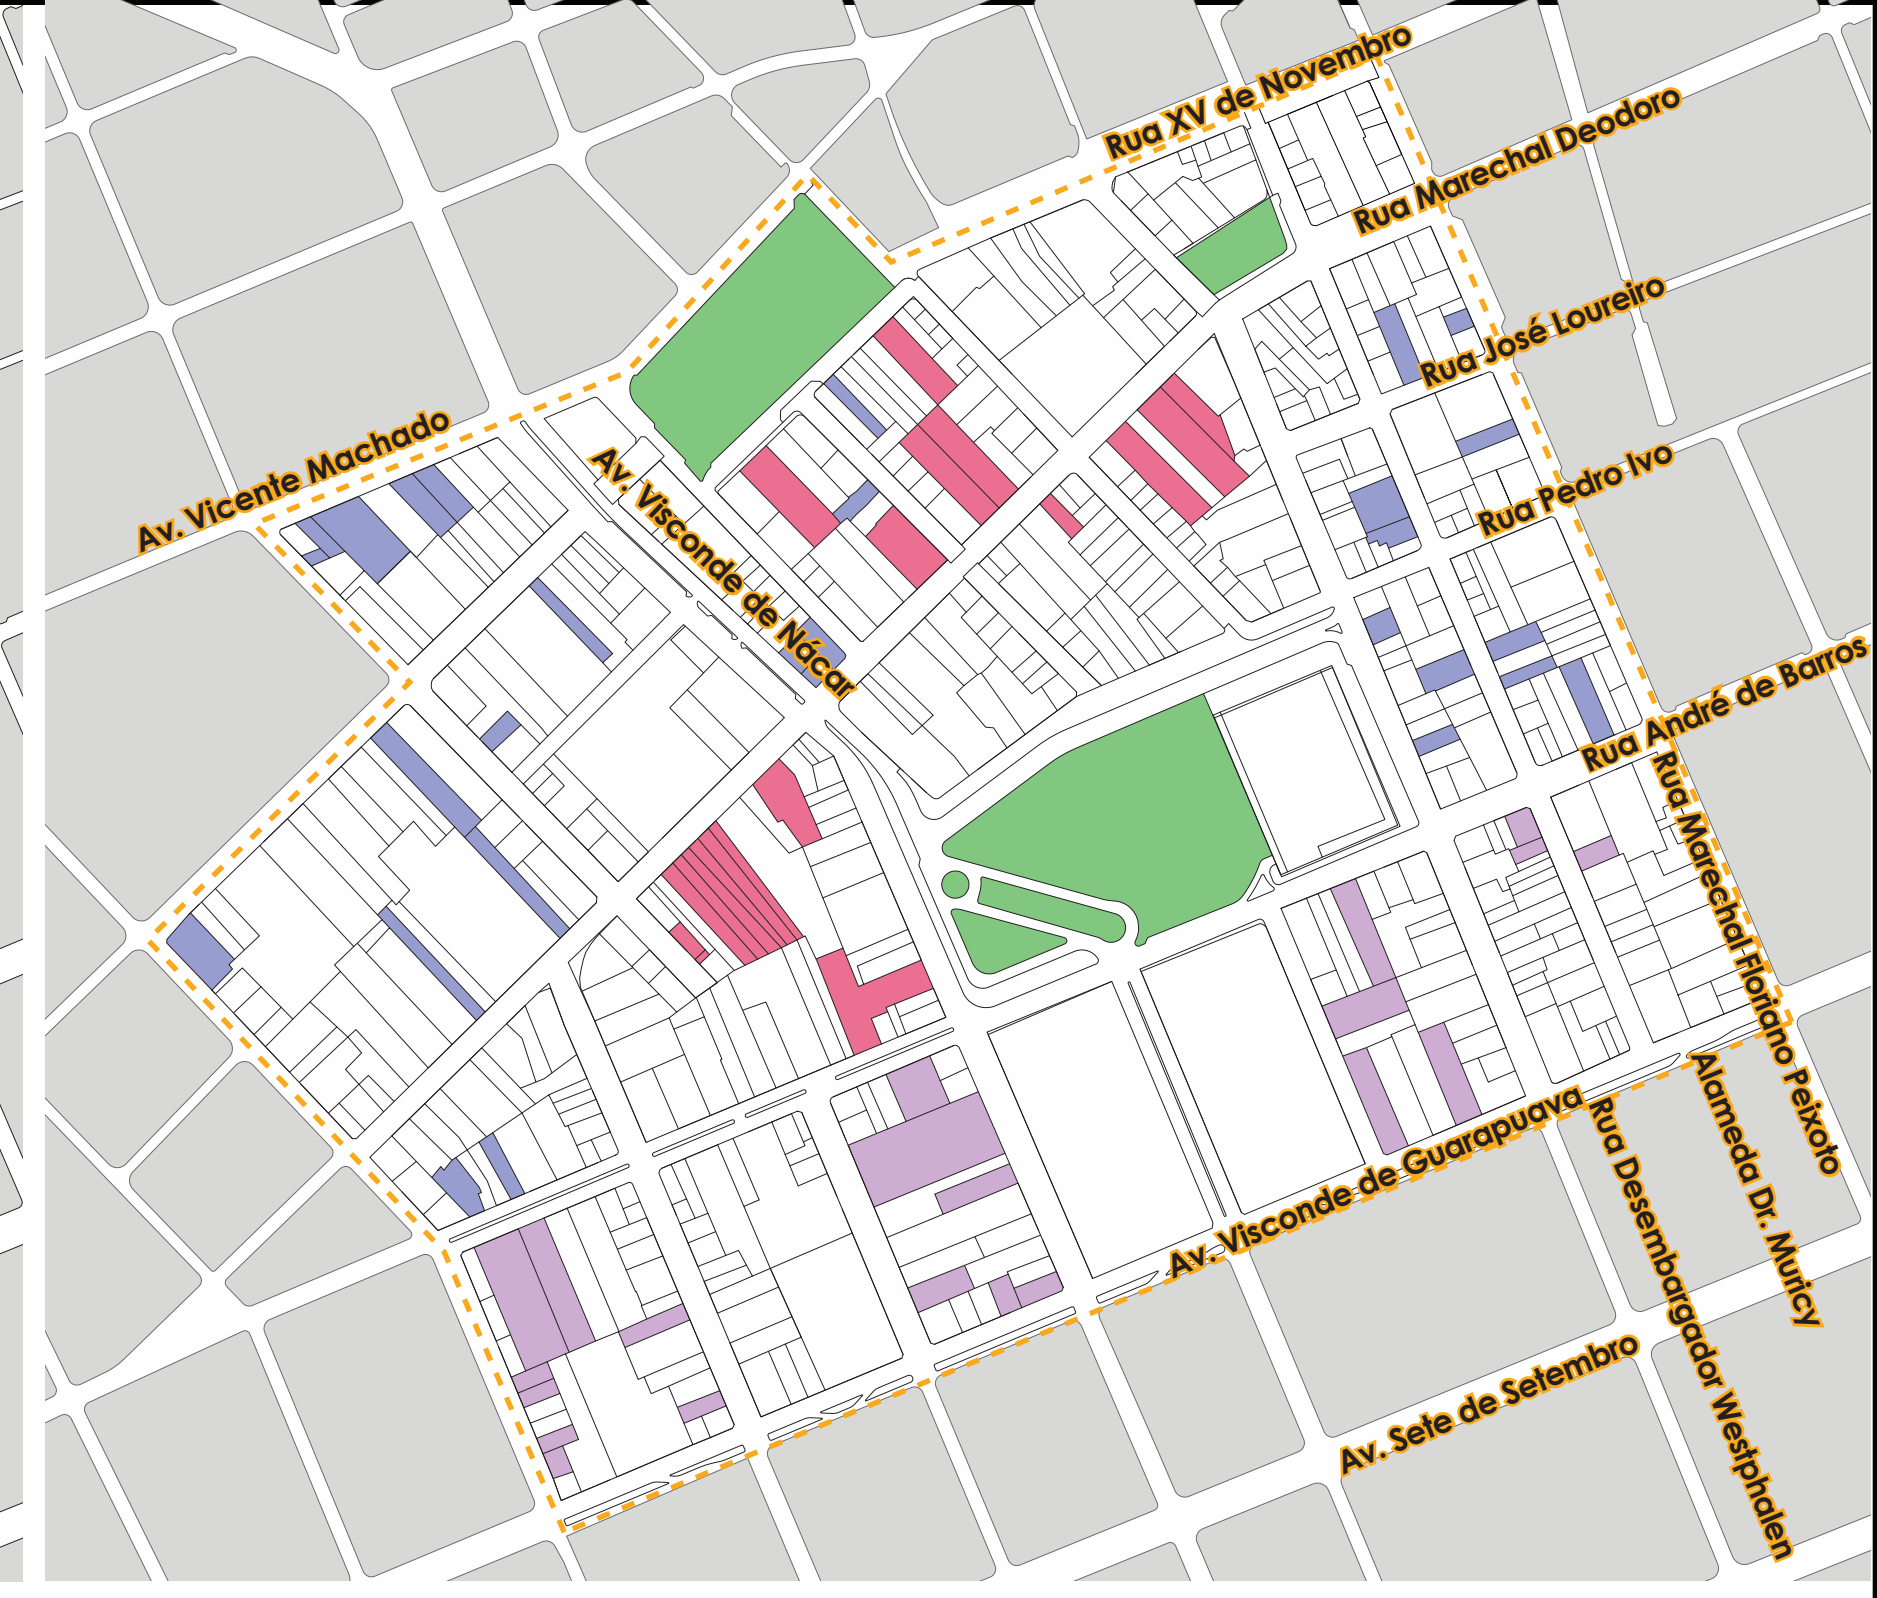 Rua XV de Novembro
Rua Marechal Deodoro
Rua José Loureiro
Av. Vicente Machado
Av. Visconde de Nácar
Rua Pedro Ivo
Rua André de Barros
Rua Marechal Floriano Peixoto
Alameda Dr. Muricy
Av. Visconde de Guarapuava
Rua Desembargador Westphalen
Av. Sete de Setembro